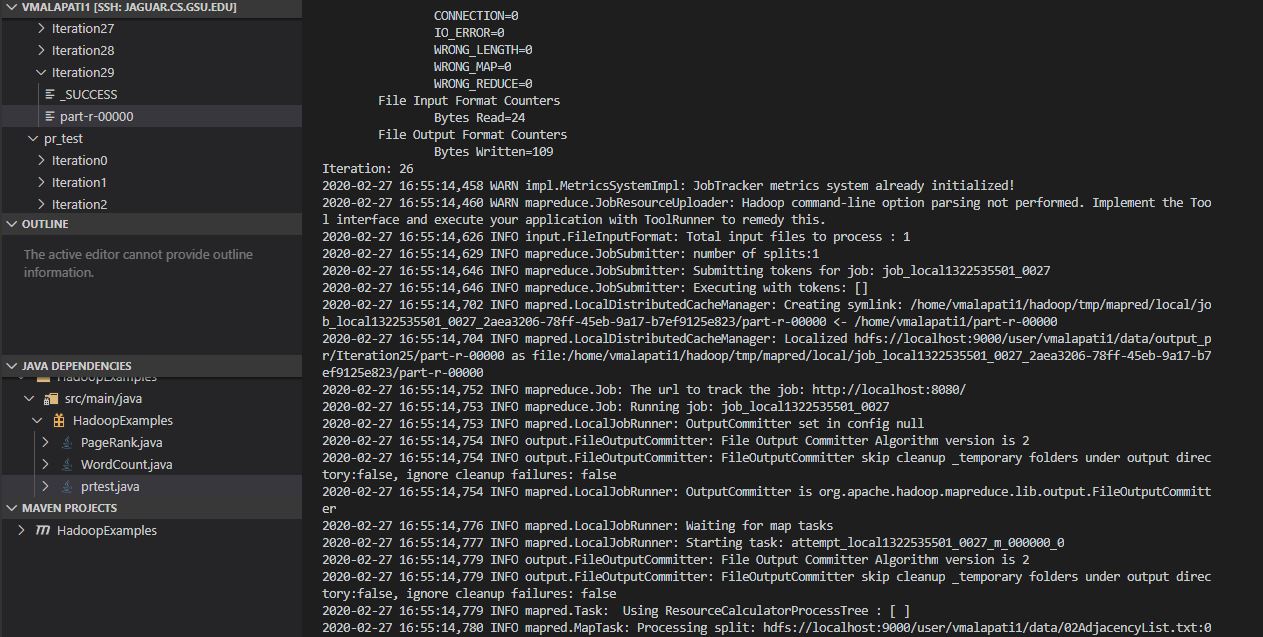 VMALAPATI1 [SSH: JAGUAR.CS.GSU.EDU]
Iteration27
Iteration28
Iteration29
_SUCCESS
part-r-00000
pr_test
Iteration0
Iteration1
Iteration2
OUTLINE
The active editor cannot provide outline
information.
JAVA DEPENDENCIES
HadoopExamples
src/main/java
HadoopExamples
PageRank.java
WordCount.java
prtest.java
MAVEN PROJECTS
HadoopExamples
CONNECTION=0
IO_ERROR=0
WRONG_LENGTH=0
WRONG_MAP=0
WRONG_REDUCE=0
File Input Format Counters
Bytes Read=24
File Output Format Counters
Bytes Written=109
Iteration: 26
2020-02-27 16:55:14,458 WARN impl.MetricsSystemImpl: JobTracker metrics system already initialized!
2020-02-27 16:55:14,460 WARN mapreduce.JobResourceUploader: Hadoop command-line option parsing not performed. Implement the Too
l interface and execute your application with ToolRunner to remedy this.
2020-02-27 16:55:14,626 INFO input.FileInputFormat: Total input files to process : 1
2020-02-27 16:55:14,629 INFO mapreduce.JobSubmitter: number of splits:1
2020-02-27 16:55:14,646 INFO mapreduce.JobSubmitter: Submitting tokens for job: job_local1322535501_0027
2020-02-27 16:55:14,646 INFO mapreduce.JobSubmitter: Executing with tokens: []
2020-02-27 16:55:14,702 INFO mapred.LocalDistributedCacheManager: Creating symlink: /home/vmalapati1/hadoop/tmp/mapred/local/jo
b_local1322535501_0027_2aea3206-78ff-45eb-9a17-b7ef9125e823/part-r-00000 <- /home/vmalapati1/part-r-00000
2020-02-27 16:55:14,704 INFO mapred.LocalDistributedCacheManager: Localized hdfs://localhost:9000/user/vmalapati1/data/output_p
r/Iteration25/part-r-00000 as file:/home/vmalapati1/hadoop/tmp/mapred/local/job_local1322535501_0027_2aea3206-78ff-45eb-9a17-b7
ef9125e823/part-r-00000
2020-02-27 16:55:14,752 INFO mapreduce.Job: The url to track the job: http://localhost:8080/
2020-02-27 16:55:14,753 INFO mapreduce.Job: Running job: job_local1322535501_0027
2020-02-27 16:55:14,753 INFO mapred.LocalJobRunner: OutputCommitter set in config null
2020-02-27 16:55:14,754 INFO output.FileOutputCommitter: File Output Committer Algorithm version is 2
2020-02-27 16:55:14,754 INFO output.FileOutputCommitter: FileOutputCommitter skip cleanup _temporary folders under output direc
tory:false, ignore cleanup failures: false
2020-02-27 16:55:14,754 INFO mapred.LocalJobRunner: OutputCommitter is org.apache.hadoop.mapreduce.lib.output.FileOutputCommitt
er
2020-02-27 16:55:14,776 INFO mapred.LocalJobRunner: Waiting for map tasks
2020-02-27 16:55:14,777 INFO mapred.LocalJobRunner: Starting task: attempt_local1322535501_0027_m_000000_0
2020-02-27 16:55:14,779 INFO output.FileOutputCommitter: File Output Committer Algorithm version is 2
2020-02-27 16:55:14,779 INFO output.FileOutputCommitter: FileOutputCommitter skip cleanup _temporary folders under output direc
tory:false, ignore cleanup failures: false
2020-02-27 16:55:14,779 INFO mapred.Task:  Using ResourceCalculatorProcessTree : [ ]
2020-02-27 16:55:14,780 INFO mapred.MapTask: Processing split: hdfs://localhost:9000/user/vmalapati1/data/02AdjacencyList.txt:0